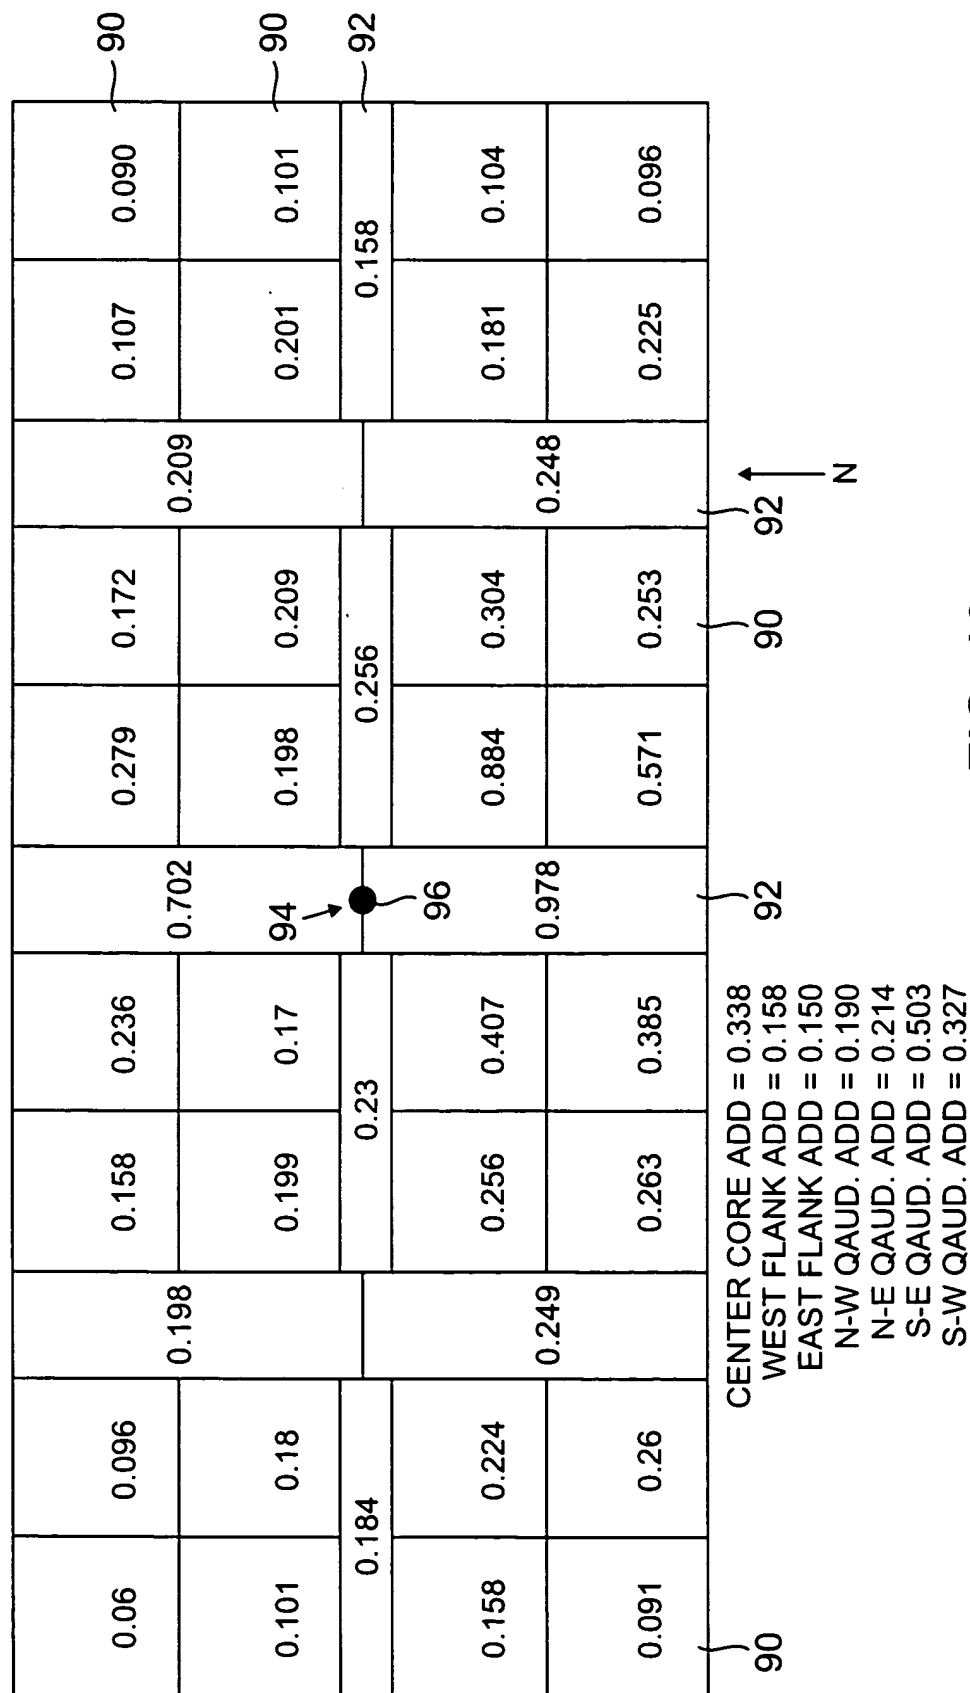 0.06 0.096 0.158 0.236 0.279 0.172 0.107 0.090 90
0.198 0.702 0.209
0.101 0.18 0.199 0.17 94 0.198 0.209 0.201 0.101 90
0.184 0.23 0.256 0.158 92
96
0.158 0.224 0.256 0.407 0.884 0.304 0.181 0.104
0.249 0.978 0.248
0.091 0.26 0.263 0.385 0.571 0.253 0.225 0.096
90 92 90 92
N
CENTER CORE ADD = 0.338
WEST FLANK ADD = 0.158
EAST FLANK ADD = 0.150
N-W QAUD. ADD = 0.190
N-E QAUD. ADD = 0.214
S-E QAUD. ADD = 0.503
S-W QAUD. ADD = 0.327